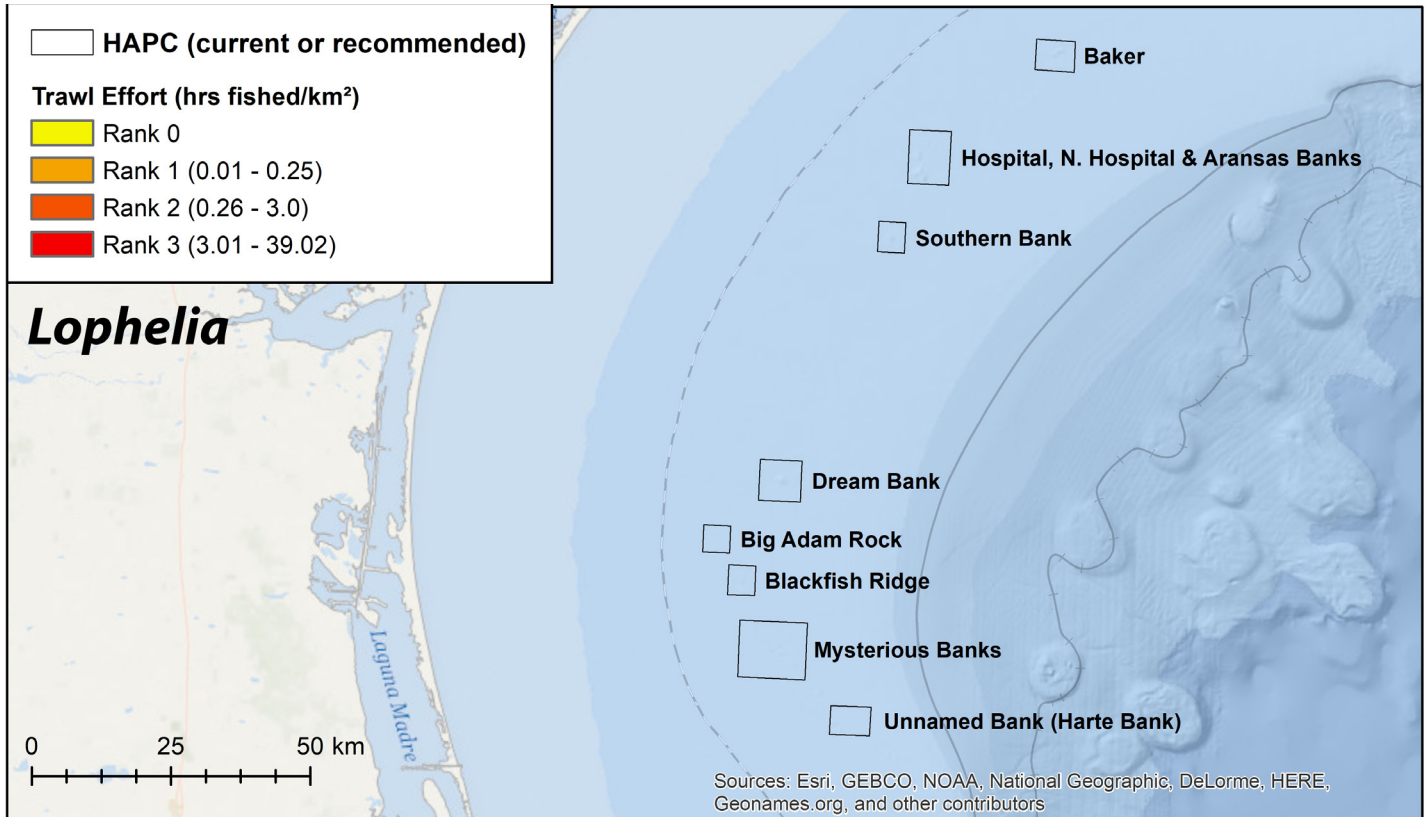 HAPC (current or recommended)
Trawl Effort (hrs fished/km²)
Rank 0
Rank 1 (0.01 - 0.25)
Rank 2 (0.26 - 3.0)
Rank 3 (3.01 - 39.02)
Lophelia
Baker
Hospital, N. Hospital & Aransas Banks
Southern Bank
Dream Bank
Big Adam Rock
Blackfish Ridge
Mysterious Banks
Unnamed Bank (Harte Bank)
Laguna Madre
0 25 50 km
Sources: Esri, GEBCO, NOAA, National Geographic, DeLorme, HERE,
Geonames.org, and other contributors